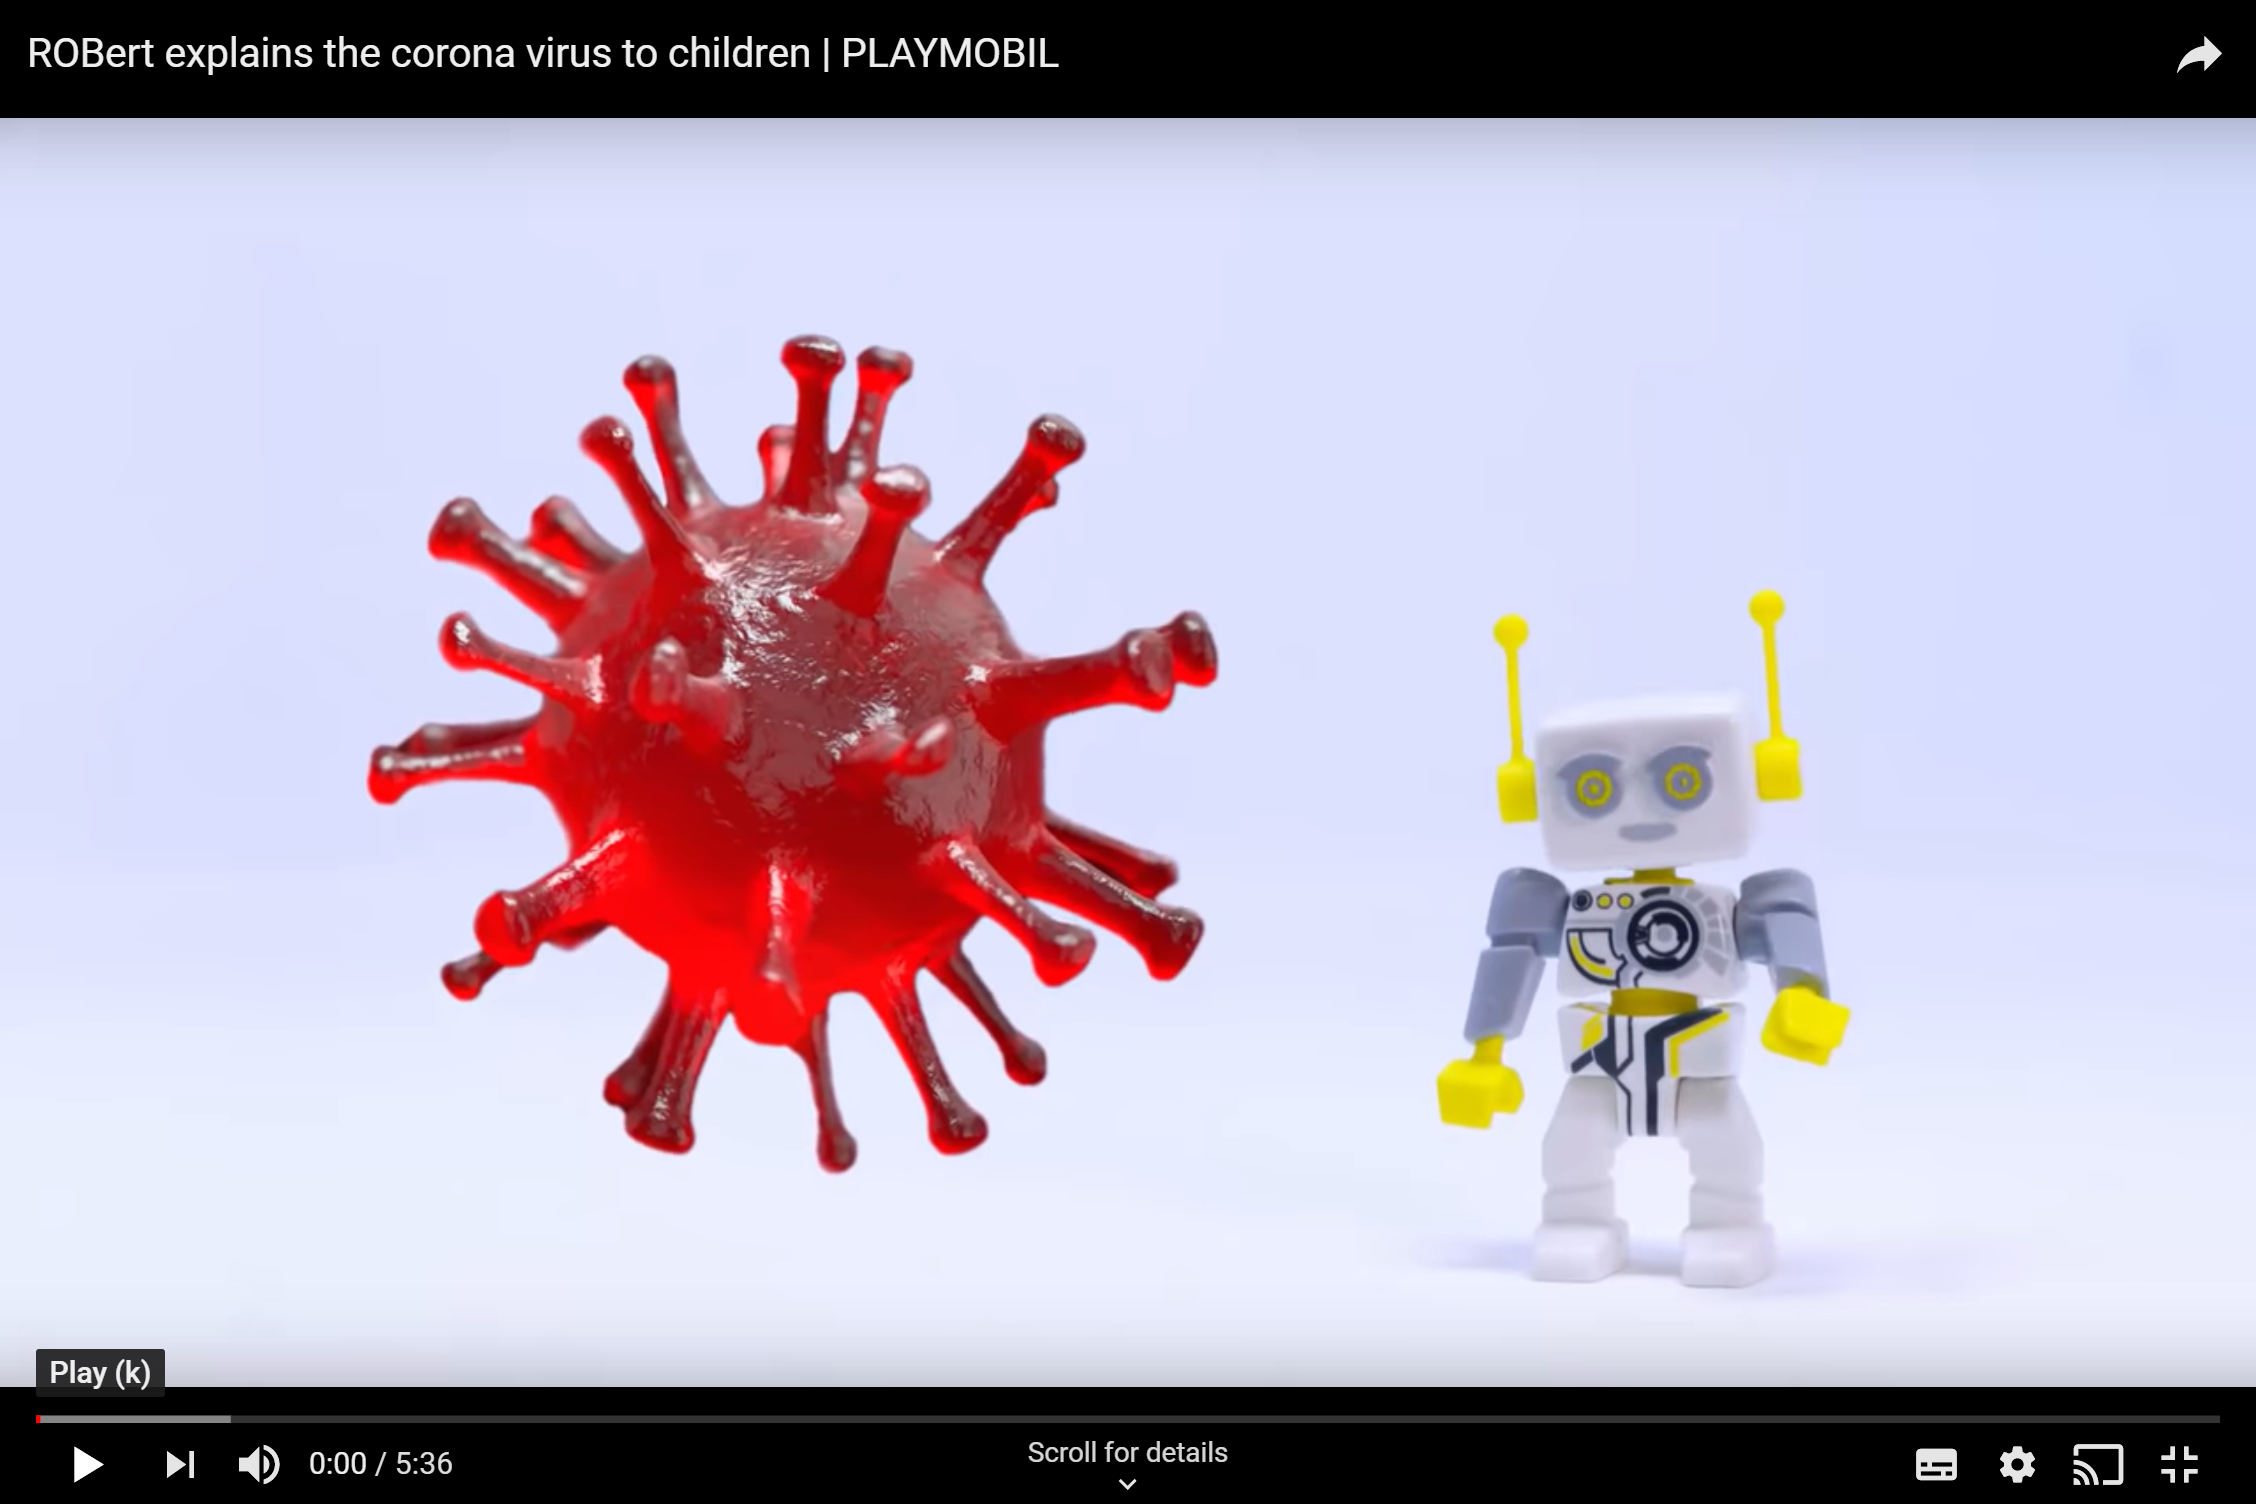 ROBert explains the corona virus to children | PLAYMOBIL
Play (k)
0:00 / 5:36
Scroll for details